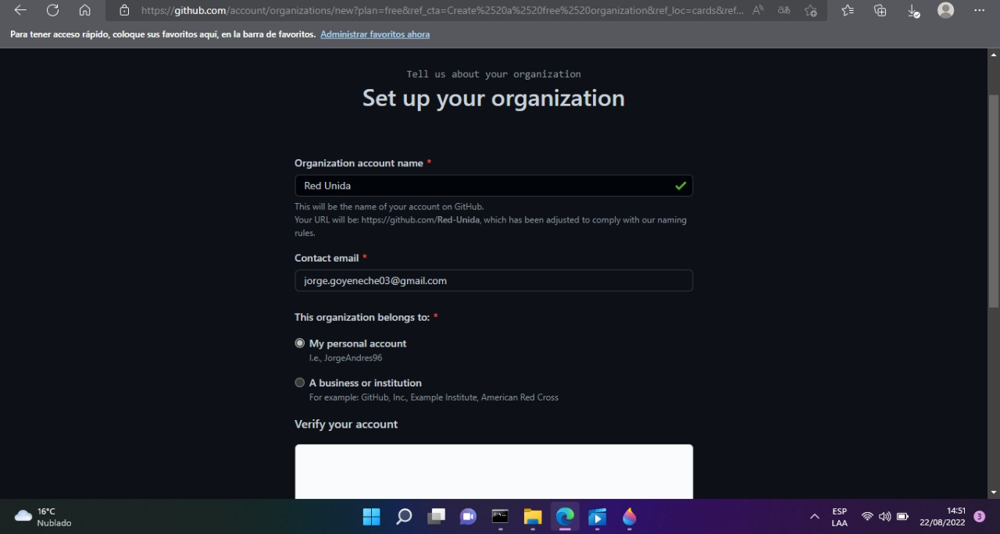 https://github.com/account/organizations/new?plan=free&ref_cta=Create%2520a%2520free%2520organization&ref_loc=cards&ref...
Para tener acceso rápido, coloque sus favoritos aquí, en la barra de favoritos. Administrar favoritos ahora
Tell us about your organization
Set up your organization
Organization account name *
Red Unida
This will be the name of your account on GitHub.
Your URL will be: https://github.com/Red-Unida, which has been adjusted to comply with our naming
rules.
Contact email *
jorge.goyeneche03@gmail.com
This organization belongs to: *
My personal account
I.e., JorgeAndres96
A business or institution
For example: GitHub, Inc., Example Institute, American Red Cross
Verify your account
16°C
Nublado
ESP
LAA
14:51
22/08/2022
3